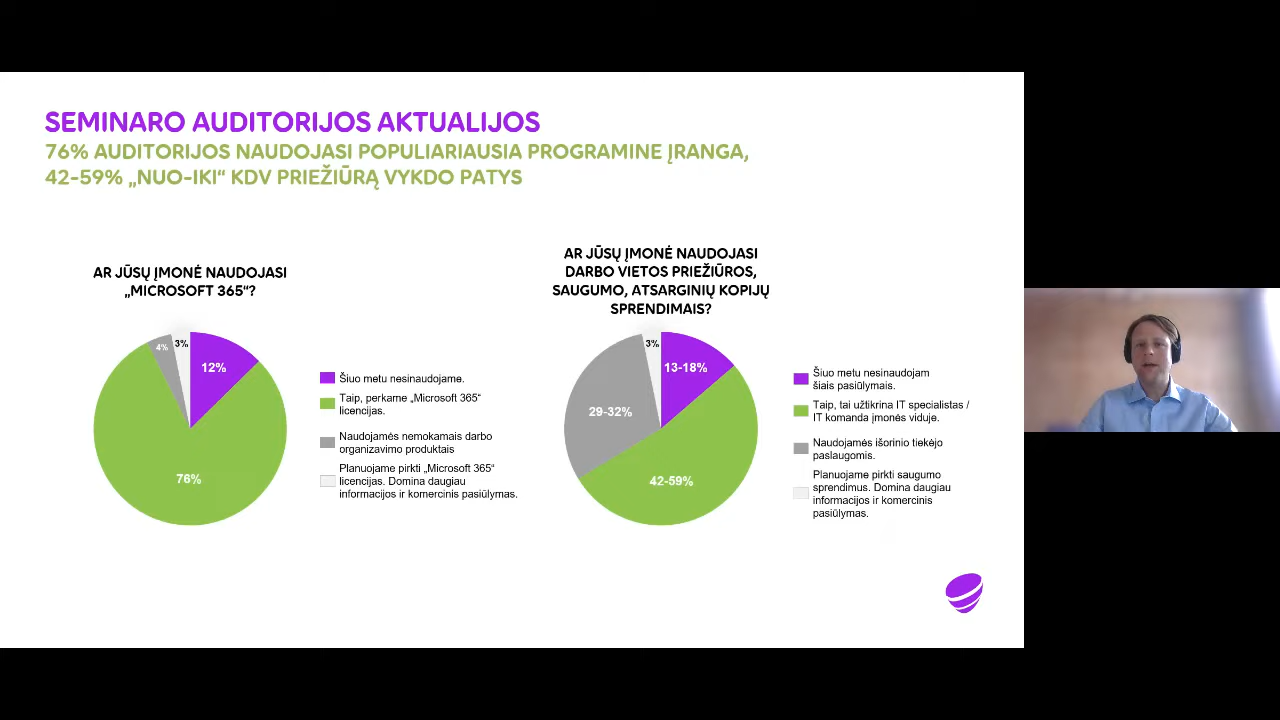 SEMINARO AUDITORIJOS AKTUALIJOS
76% AUDITORIJOS NAUDOJASI POPULIARIAUSIA PROGRAMINE ĮRANGA,
42-59% „NUO-IKI“ KDV PRIEŽIŪRĄ VYKDO PATYS
AR JŪSŲ ĮMONĖ NAUDOJASI
„MICROSOFT 365“?
4%
3%
12%
76%
Šiuo metu nesinaudojame.
Taip, perkame „Microsoft 365“
licencijas.
Naudojamės nemokamais darbo
organizavimo produktais
Planuojame pirkti „Microsoft 365“
licencijas. Domina daugiau
informacijos ir komercinis pasiūlymas.
AR JŪSŲ ĮMONĖ NAUDOJASI
DARBO VIETOS PRIEŽIŪROS,
SAUGUMO, ATSARGINIŲ KOPIJŲ
SPRENDIMAIS?
3%
13-18%
29-32%
42-59%
Šiuo metu nesinaudojam
šiais pasiūlymais.
Taip, tai užtikrina IT specialistas /
IT komanda įmonės viduje.
Naudojamės išorinio tiekėjo
paslaugomis.
Planuojame pirkti saugumo
sprendimus. Domina daugiau
informacijos ir komercinis
pasiūlymas.